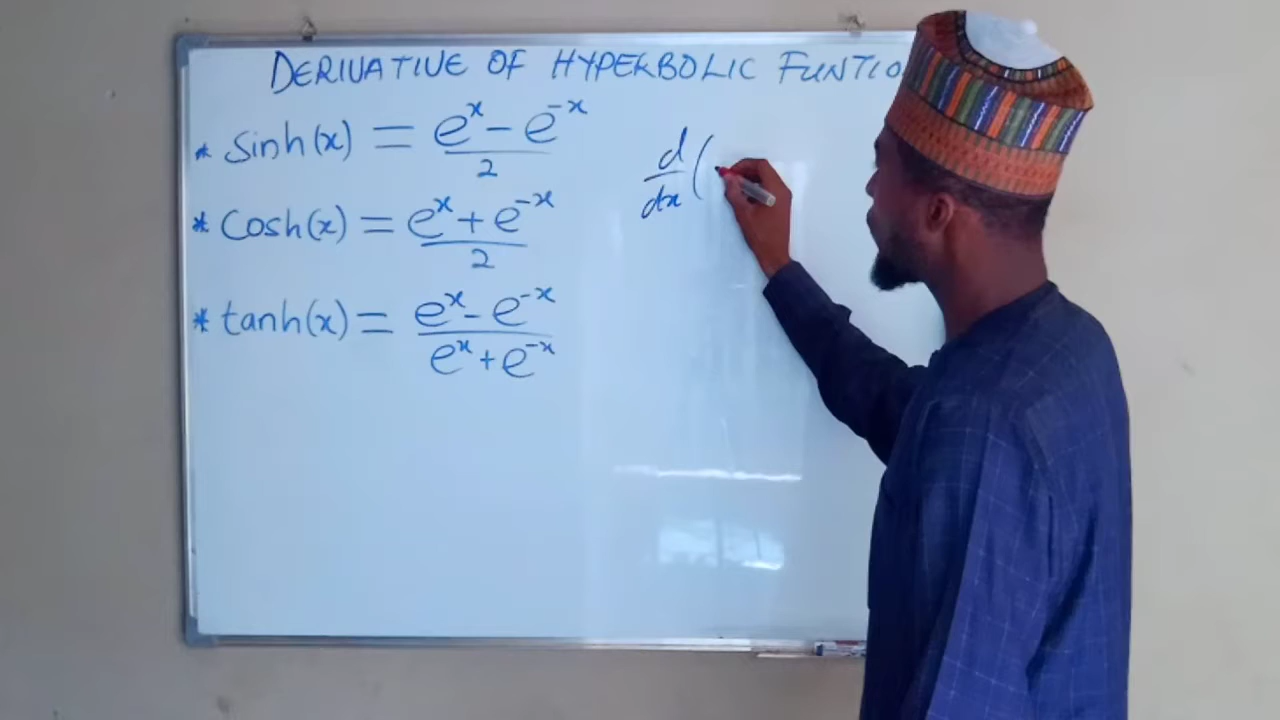 DERIVATIVE OF HYPERBOLIC FUNTIO
* Sinh(x) = e^x - e^-x / 2
* Cosh(x) = e^x + e^-x / 2
* tanh(x) = e^x - e^-x / e^x + e^-x
d/dx (